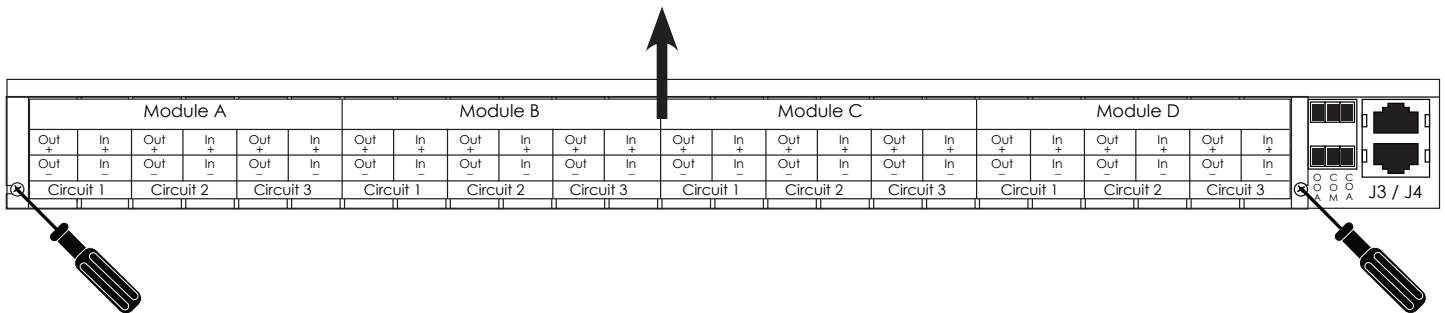 Module A Module B Module C Module D
Out + In + Out + In + Out + In + Out + In + Out + In + Out + In + Out + In + Out + In + Out + In + Out + In + Out + In + Out + In +
Out – In – Out – In – Out – In – Out – In – Out – In – Out – In – Out – In – Out – In – Out – In – Out – In – Out – In – Out – In –
Circuit 1 Circuit 2 Circuit 3 Circuit 1 Circuit 2 Circuit 3 Circuit 1 Circuit 2 Circuit 3 Circuit 1 Circuit 2 Circuit 3
OOA COM COA
J3 / J4